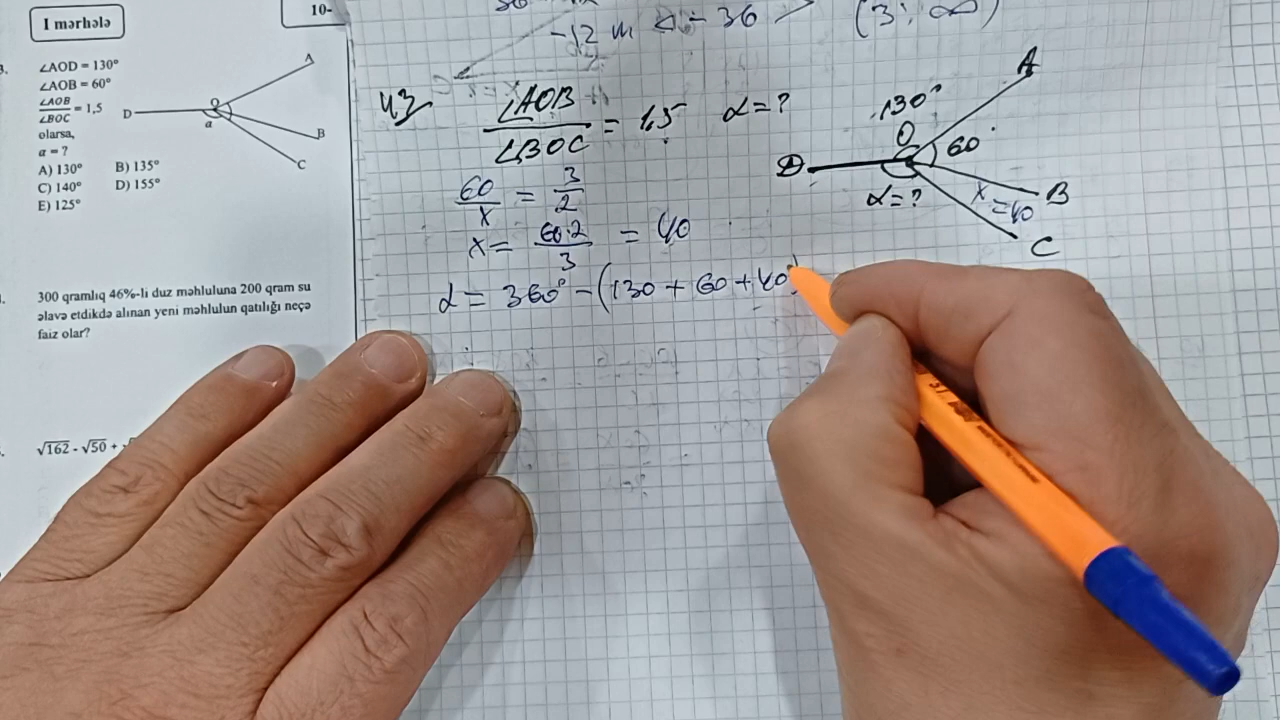 I mərhələ
10-
∠AOD = 130°
∠AOB = 60°
∠AOB
∠BOC
= 1,5
olarsa,
α = ?
A) 130° B) 135°
C) 140° D) 155°
E) 125°
A
O
D
α
B
C
300 qramlıq 46%-li duz məhluluna 200 qram su
əlavə etdikdə alınan yeni məhlulun qatılığı neçə
faiz olar?
√162 - √50 +
-12 m < -36
(3; ∞)
43
∠AOB
∠BOC
= 1,5 α = ?
60/x = 3/2
x = 60·2/3 = 40
α = 360° - (130 + 60 + 40)
A
130°
O
60°
D
α = ?
x = 40
B
C